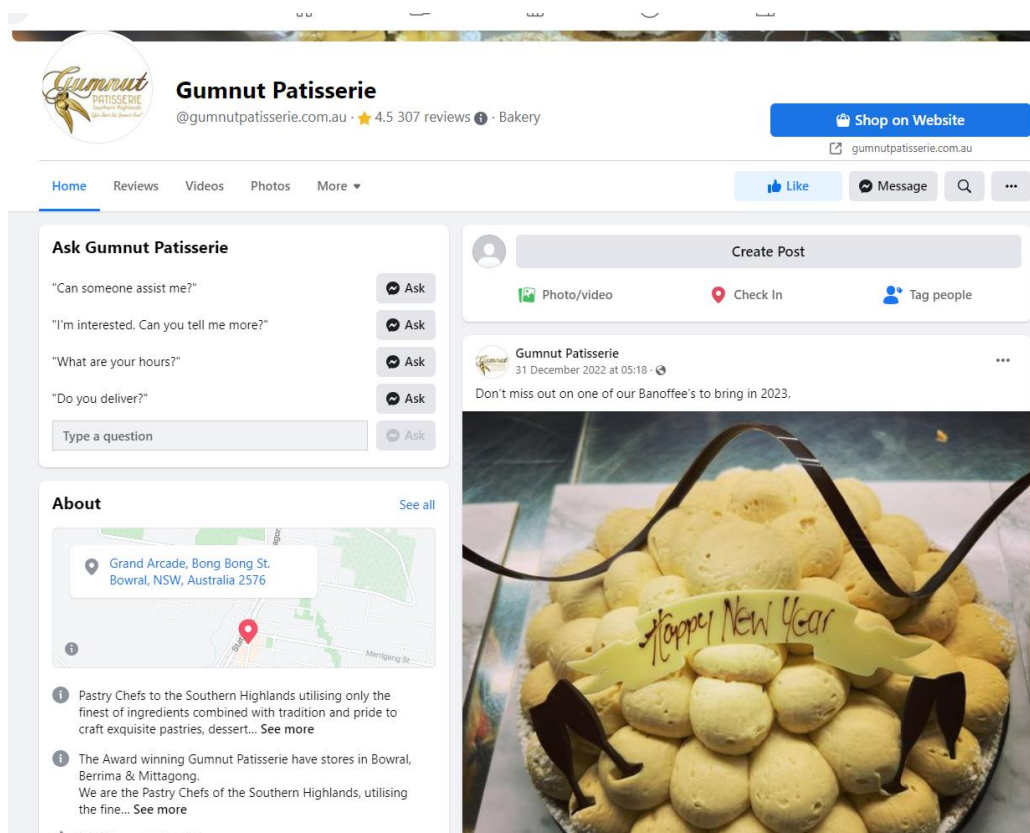 Gumnut
PATISSERIE
Southern Highlands
Gumnut Patisserie
@gumnutpatisserie.com.au · 4.5 307 reviews · Bakery
Shop on Website
gumnutpatisserie.com.au
Home Reviews Videos Photos More
Like Message
Ask Gumnut Patisserie
"Can someone assist me?" Ask
"I'm interested. Can you tell me more?" Ask
"What are your hours?" Ask
"Do you deliver?" Ask
Type a question Ask
About See all
Grand Arcade, Bong Bong St.
Bowral, NSW, Australia 2576
Merrigang St
Pastry Chefs to the Southern Highlands utilising only the
finest of ingredients combined with tradition and pride to
craft exquisite pastries, dessert... See more
The Award winning Gumnut Patisserie have stores in Bowral,
Berrima & Mittagong.
We are the Pastry Chefs of the Southern Highlands, utilising
the fine... See more
Create Post
Photo/video Check In Tag people
Gumnut Patisserie
31 December 2022 at 05:18 ·
Don't miss out on one of our Banoffee's to bring in 2023.
Happy New Year